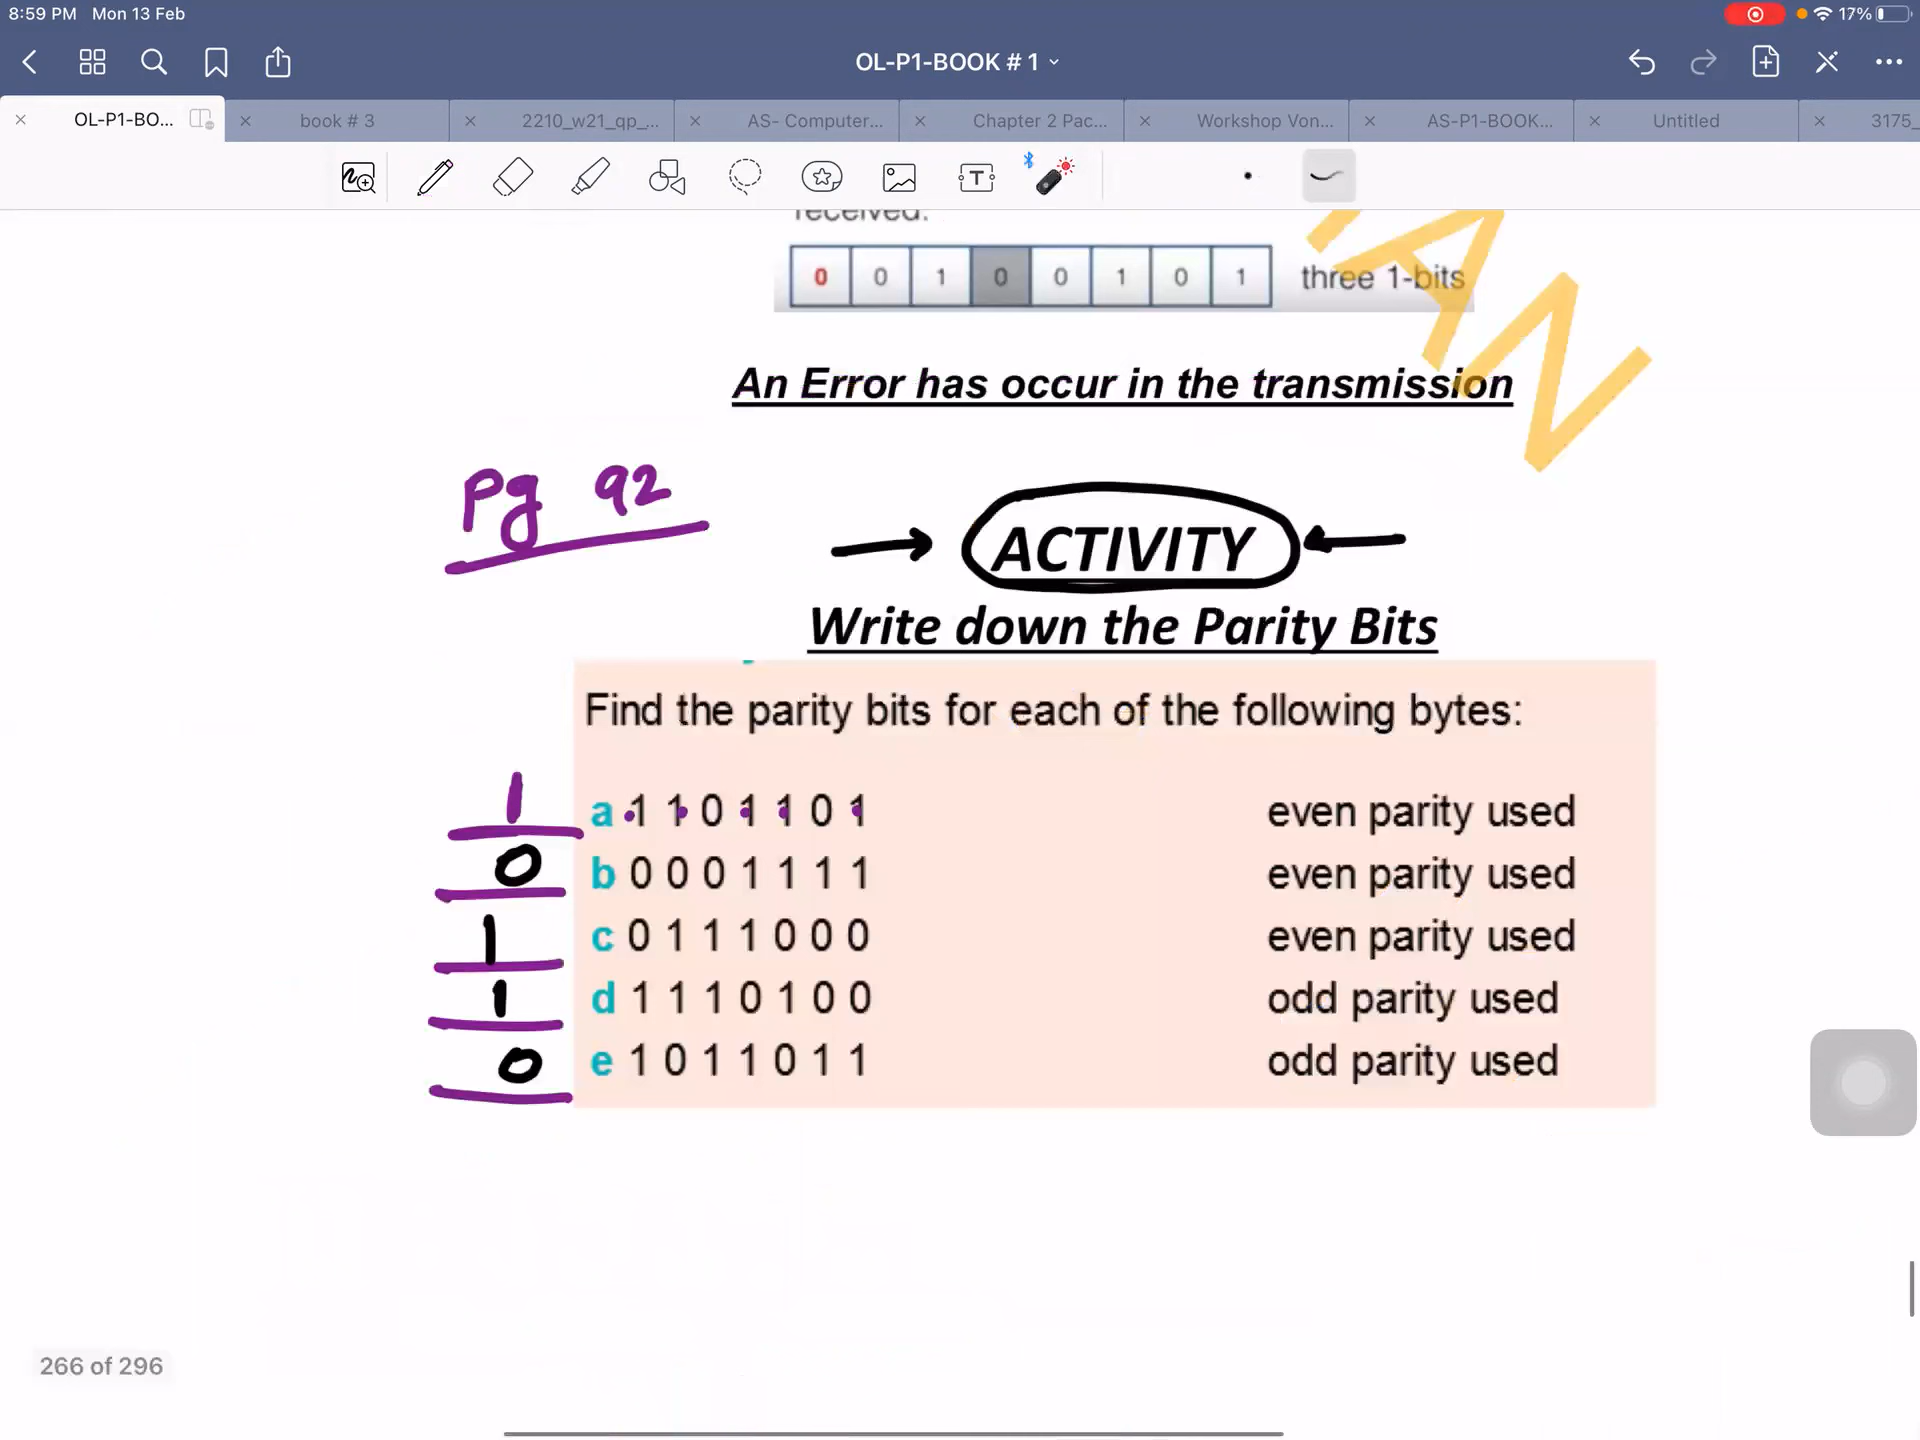 8:59 PM Mon 13 Feb 17%
OL-P1-BOOK # 1
OL-P1-BO... book # 3 2210_w21_qp_... AS- Computer... Chapter 2 Pac... Workshop Von... AS-P1-BOOK... Untitled 3175_
T
received.
0 0 1 0 0 1 0 1 three 1-bits
AN
An Error has occur in the transmission
Pg 92
ACTIVITY
Write down the Parity Bits
Find the parity bits for each of the following bytes:
1 a 1 1 0 1 1 0 1 even parity used
0 b 0 0 0 1 1 1 1 even parity used
1 c 0 1 1 1 0 0 0 even parity used
1 d 1 1 1 0 1 0 0 odd parity used
0 e 1 0 1 1 0 1 1 odd parity used
266 of 296